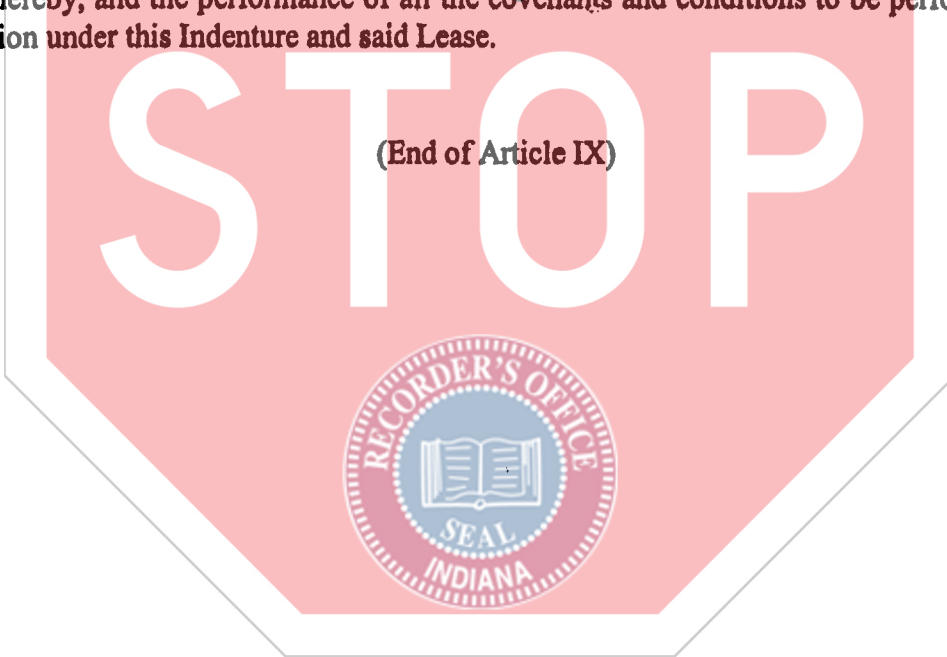 hereby, and the performance of all the covenants and conditions to be
ion under this Indenture and said Lease.
STOP
(End of Article IX)
RECORDER'S OFFICE
SEAL
INDIANA